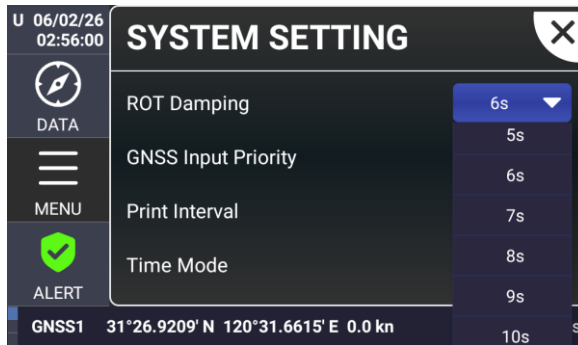 U 06/02/26
02:56:00
SYSTEM SETTING
DATA
MENU
ALERT
ROT Damping
6s
GNSS Input Priority
Print Interval
Time Mode
5s
6s
7s
8s
9s
10s
GNSS1 31°26.9209' N 120°31.6615' E 0.0 kn
s